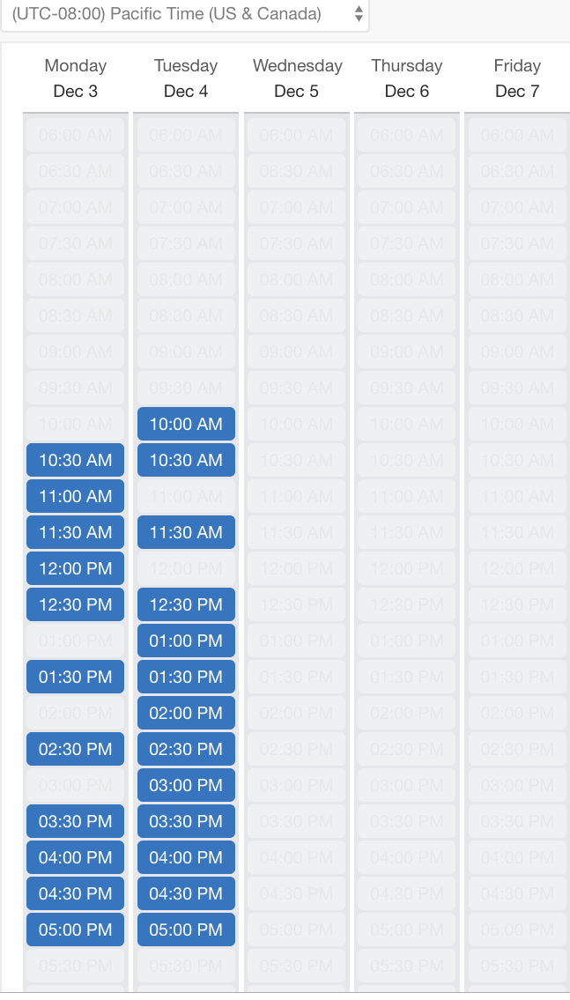 (UTC-08:00) Pacific Time (US & Canada)
Monday Tuesday Wednesday Thursday Friday
Dec 3 Dec 4 Dec 5 Dec 6 Dec 7
06:00 AM 06:00 AM 06:00 AM 06:00 AM 06:00 AM
06:30 AM 06:30 AM 06:30 AM 06:30 AM 06:30 AM
07:00 AM 07:00 AM 07:00 AM 07:00 AM 07:00 AM
07:30 AM 07:30 AM 07:30 AM 07:30 AM 07:30 AM
08:00 AM 08:00 AM 08:00 AM 08:00 AM 08:00 AM
08:30 AM 08:30 AM 08:30 AM 08:30 AM 08:30 AM
09:00 AM 09:00 AM 09:00 AM 09:00 AM 09:00 AM
09:30 AM 09:30 AM 09:30 AM 09:30 AM 09:30 AM
10:00 AM 10:00 AM 10:00 AM 10:00 AM 10:00 AM
10:30 AM 10:30 AM 10:30 AM 10:30 AM 10:30 AM
11:00 AM 11:00 AM 11:00 AM 11:00 AM 11:00 AM
11:30 AM 11:30 AM 11:30 AM 11:30 AM 11:30 AM
12:00 PM 12:00 PM 12:00 PM 12:00 PM 12:00 PM
12:30 PM 12:30 PM 12:30 PM 12:30 PM 12:30 PM
01:00 PM 01:00 PM 01:00 PM 01:00 PM 01:00 PM
01:30 PM 01:30 PM 01:30 PM 01:30 PM 01:30 PM
02:00 PM 02:00 PM 02:00 PM 02:00 PM 02:00 PM
02:30 PM 02:30 PM 02:30 PM 02:30 PM 02:30 PM
03:00 PM 03:00 PM 03:00 PM 03:00 PM 03:00 PM
03:30 PM 03:30 PM 03:30 PM 03:30 PM 03:30 PM
04:00 PM 04:00 PM 04:00 PM 04:00 PM 04:00 PM
04:30 PM 04:30 PM 04:30 PM 04:30 PM 04:30 PM
05:00 PM 05:00 PM 05:00 PM 05:00 PM 05:00 PM
05:30 PM 05:30 PM 05:30 PM 05:30 PM 05:30 PM